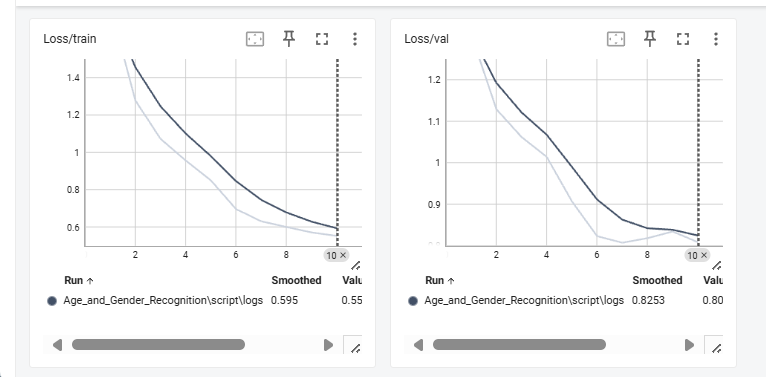 Loss/train
1.4
1.2
1
0.8
0.6
2 4 6 8 10 ×
Run ↑ Smoothed Valu
Age_and_Gender_Recognition\script\logs 0.595 0.55
Loss/val
1.2
1.1
1
0.9
2 4 6 8 10 ×
Run ↑ Smoothed Valu
Age_and_Gender_Recognition\script\logs 0.8253 0.80